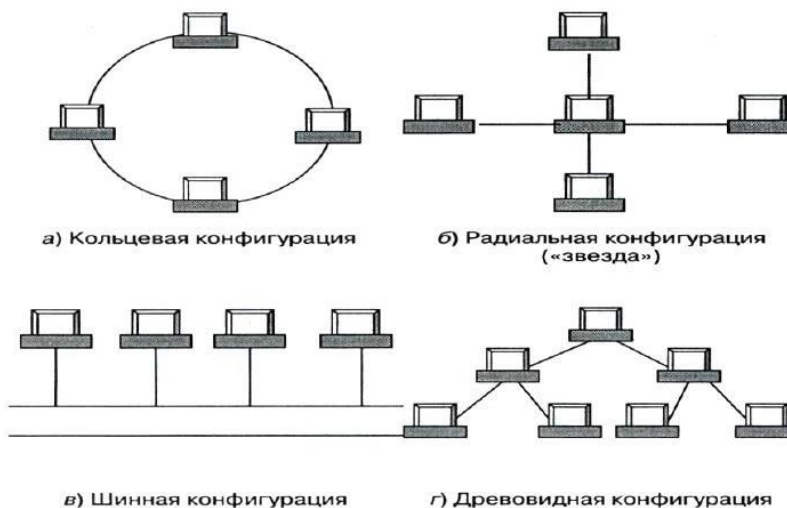 а) Кольцевая конфигурация
б) Радиальная конфигурация
(«звезда»)
в) Шинная конфигурация
г) Древовидная конфигурация